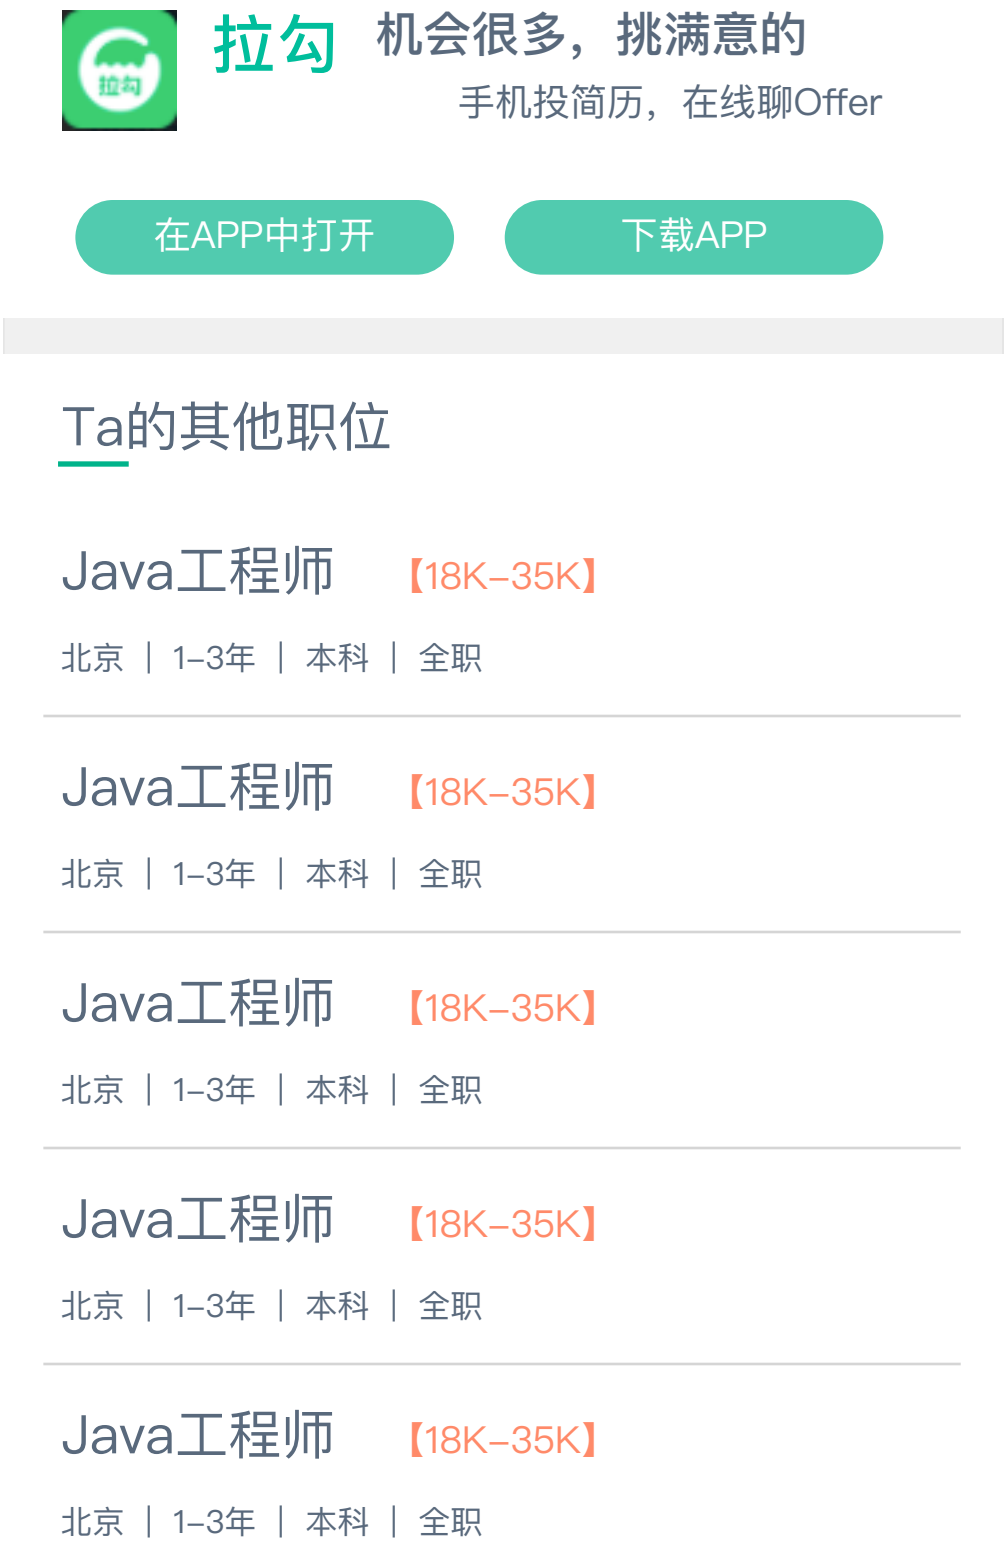 拉勾 机会很多，挑满意的
拉勾
手机投简历，在线聊Offer
在APP中打开 下载APP
Ta的其他职位
Java工程师 【18K-35K】
北京 | 1-3年 | 本科 | 全职
Java工程师 【18K-35K】
北京 | 1-3年 | 本科 | 全职
Java工程师 【18K-35K】
北京 | 1-3年 | 本科 | 全职
Java工程师 【18K-35K】
北京 | 1-3年 | 本科 | 全职
Java工程师 【18K-35K】
北京 | 1-3年 | 本科 | 全职